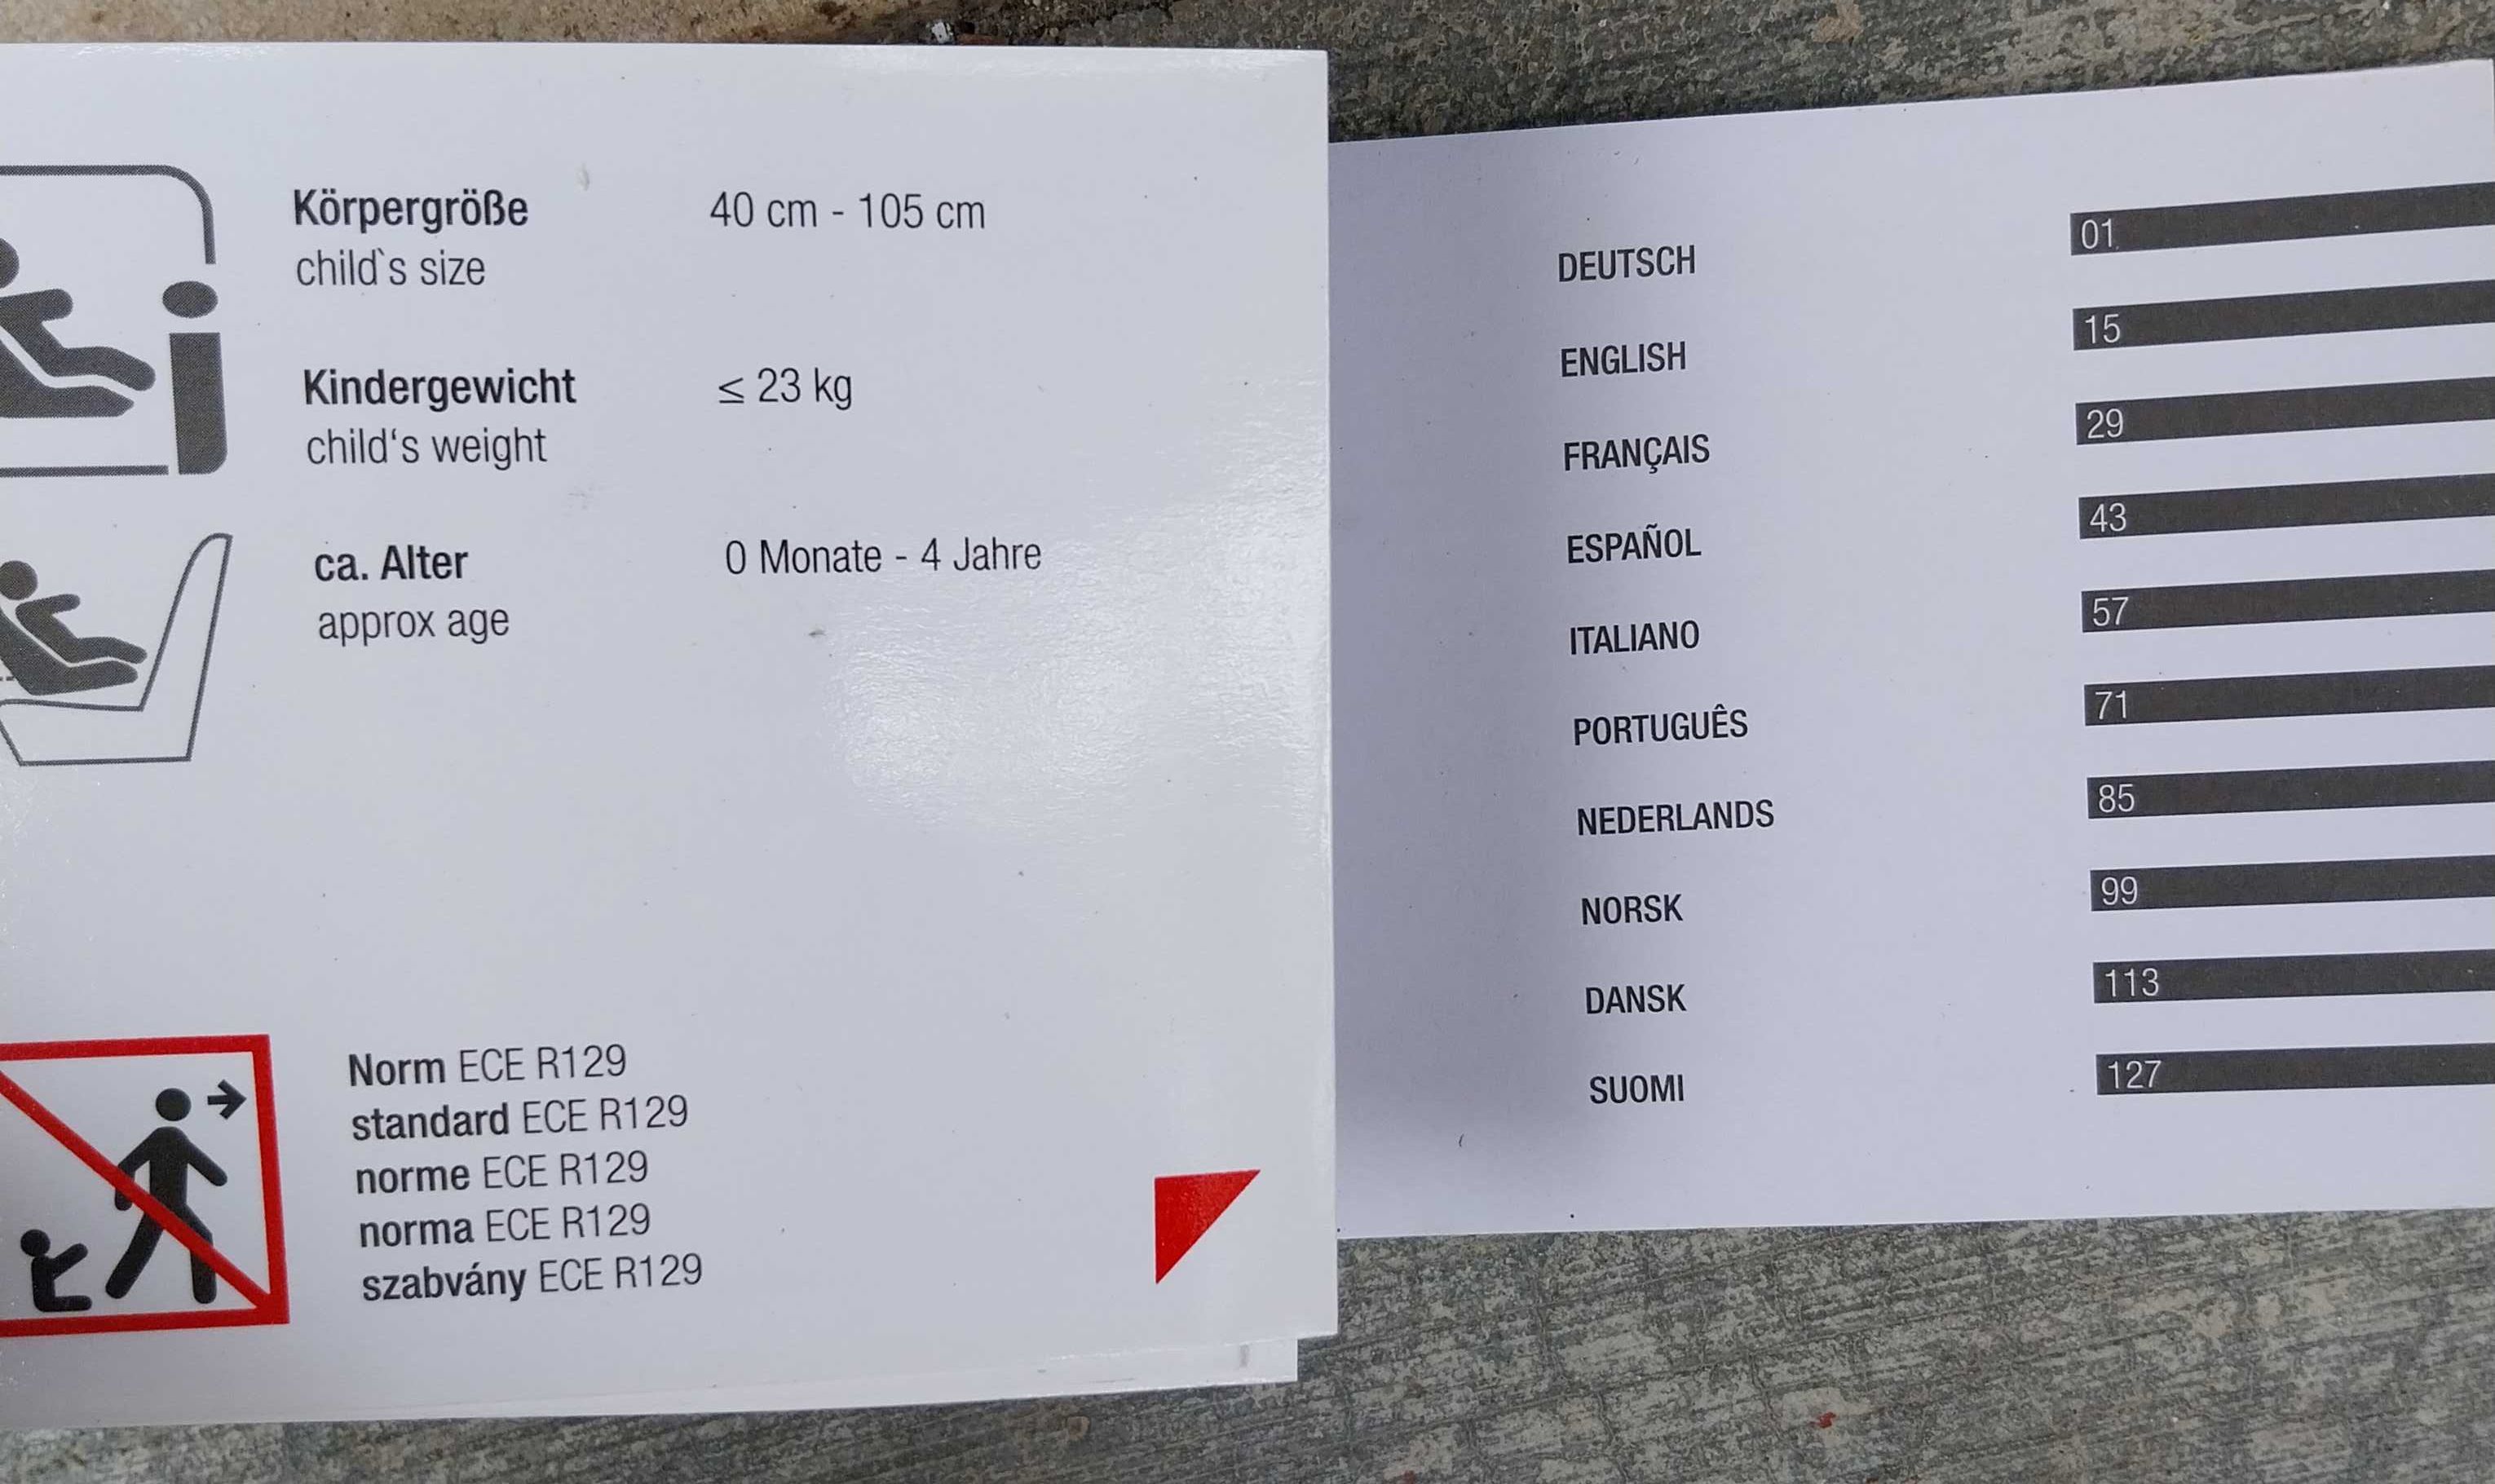 Körpergröße 40 cm - 105 cm
child`s size
Kindergewicht ≤ 23 kg
child‘s weight
ca. Alter 0 Monate - 4 Jahre
approx age
Norm ECE R129
standard ECE R129
norme ECE R129
norma ECE R129
szabvány ECE R129
DEUTSCH 01
ENGLISH 15
FRANÇAIS 29
ESPAÑOL 43
ITALIANO 57
PORTUGUÊS 71
NEDERLANDS 85
NORSK 99
DANSK 113
SUOMI 127